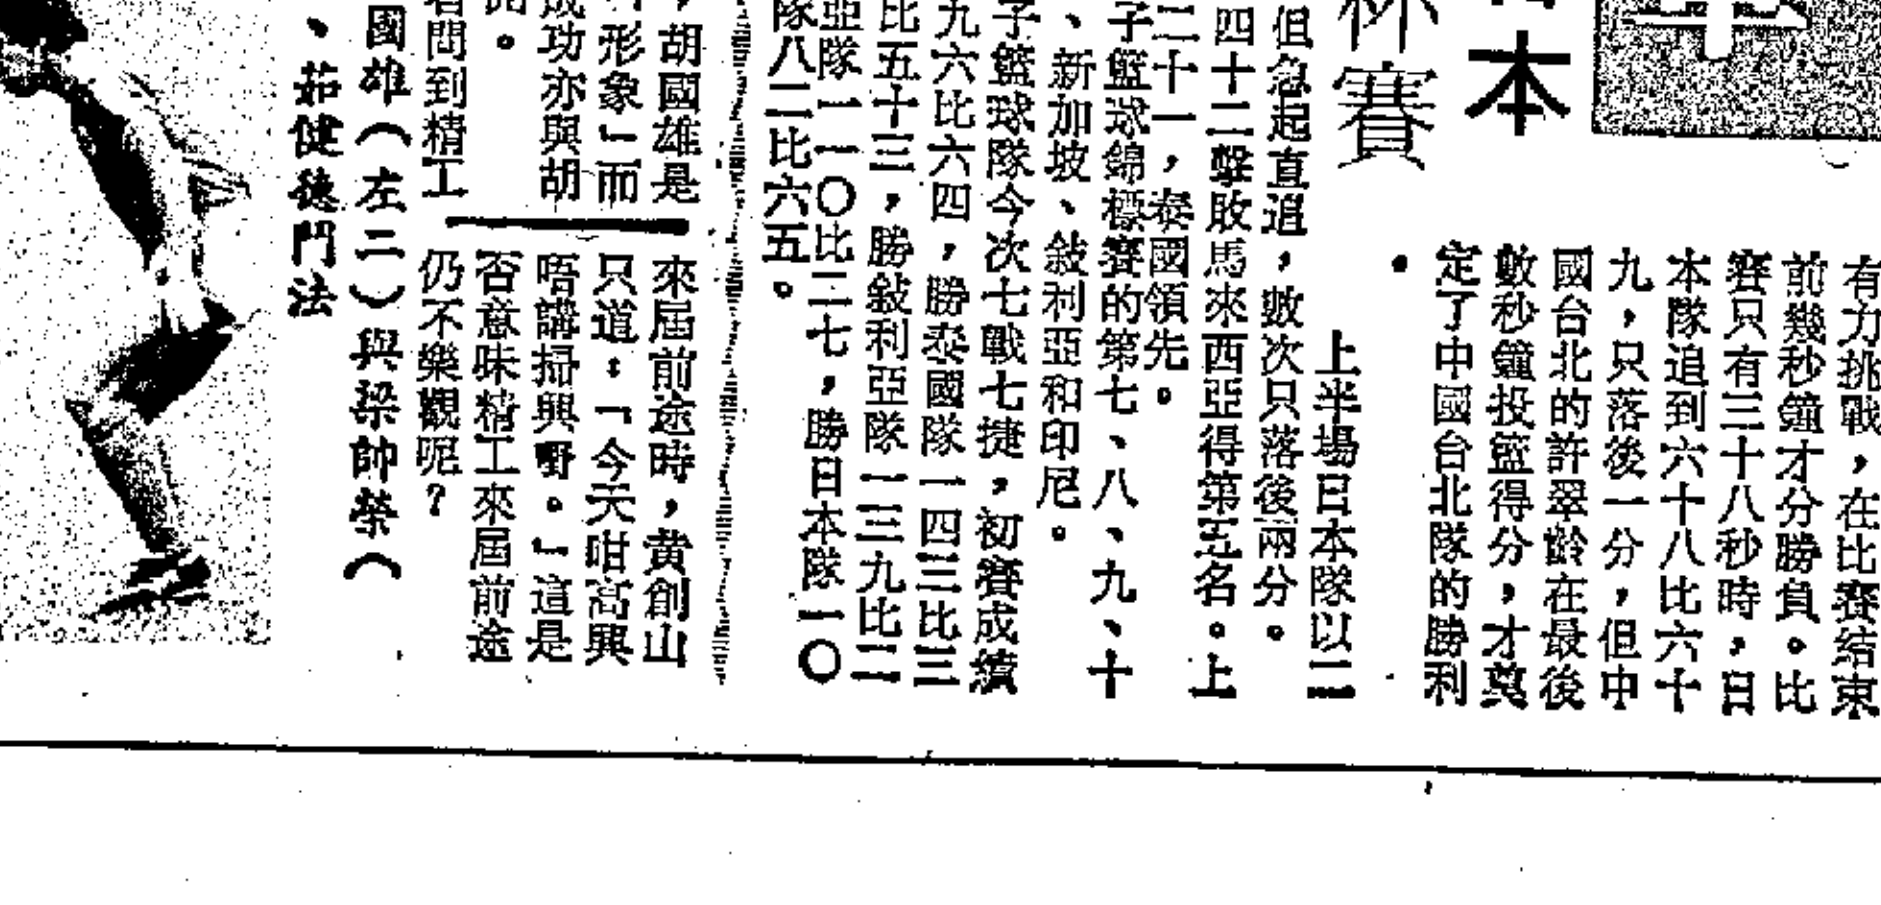 本
杯賽
有力挑戰，在比賽結束
前幾秒鐘才分勝負。比
賽只有三十八秒時，日
本隊追到六十八比六十
九，只落後一分，但中
國台北的許翠齡在最後
數秒鐘投籃得分，才奠
定了中國台北隊的勝利
。
上半場日本隊以二
但急起直追，數次只落後兩分。
四十二擊敗馬來西亞得第五名。上
二十一，泰國領先。
子籃球錦標賽的第七、八、九、十
、新加坡、敍利亞和印尼。
子籃球隊今次七戰七捷，初賽成績
九六比六四，勝泰國隊一四三比三
比五十三，勝敍利亞隊一三九比二
亞隊一一〇比二七，勝日本隊一〇
隊八二比六五。
，胡國雄是
形象」而
成功亦與胡
。
者問到精工
來屆前途時，黃創山
只道：「今天咁高興
唔講掃興嘢。」這是
否意味精工來屆前途
仍不樂觀呢？
國雄（左二）與梁帥榮（
、茹健德鬥法